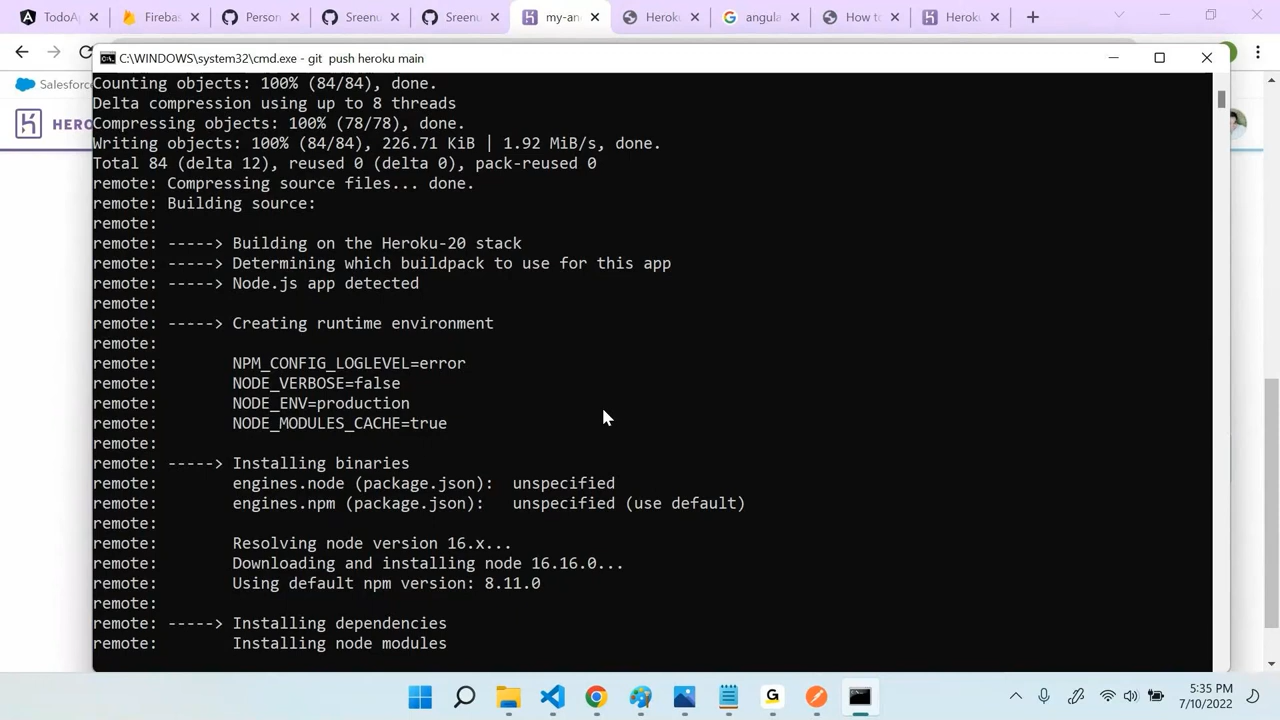 TodoA
Firebas
Person
Sreenu
Sreenu
my-an
Heroku
angula
How to
Heroku
C:\WINDOWS\system32\cmd.exe - git push heroku main
Salesforc
HERO
Counting objects: 100% (84/84), done.
Delta compression using up to 8 threads
Compressing objects: 100% (78/78), done.
Writing objects: 100% (84/84), 226.71 KiB | 1.92 MiB/s, done.
Total 84 (delta 12), reused 0 (delta 0), pack-reused 0
remote: Compressing source files... done.
remote: Building source:
remote:
remote: -----> Building on the Heroku-20 stack
remote: -----> Determining which buildpack to use for this app
remote: -----> Node.js app detected
remote:
remote: -----> Creating runtime environment
remote:
remote: NPM_CONFIG_LOGLEVEL=error
remote: NODE_VERBOSE=false
remote: NODE_ENV=production
remote: NODE_MODULES_CACHE=true
remote:
remote: -----> Installing binaries
remote: engines.node (package.json): unspecified
remote: engines.npm (package.json): unspecified (use default)
remote:
remote: Resolving node version 16.x...
remote: Downloading and installing node 16.16.0...
remote: Using default npm version: 8.11.0
remote:
remote: -----> Installing dependencies
remote: Installing node modules
5:35 PM
7/10/2022